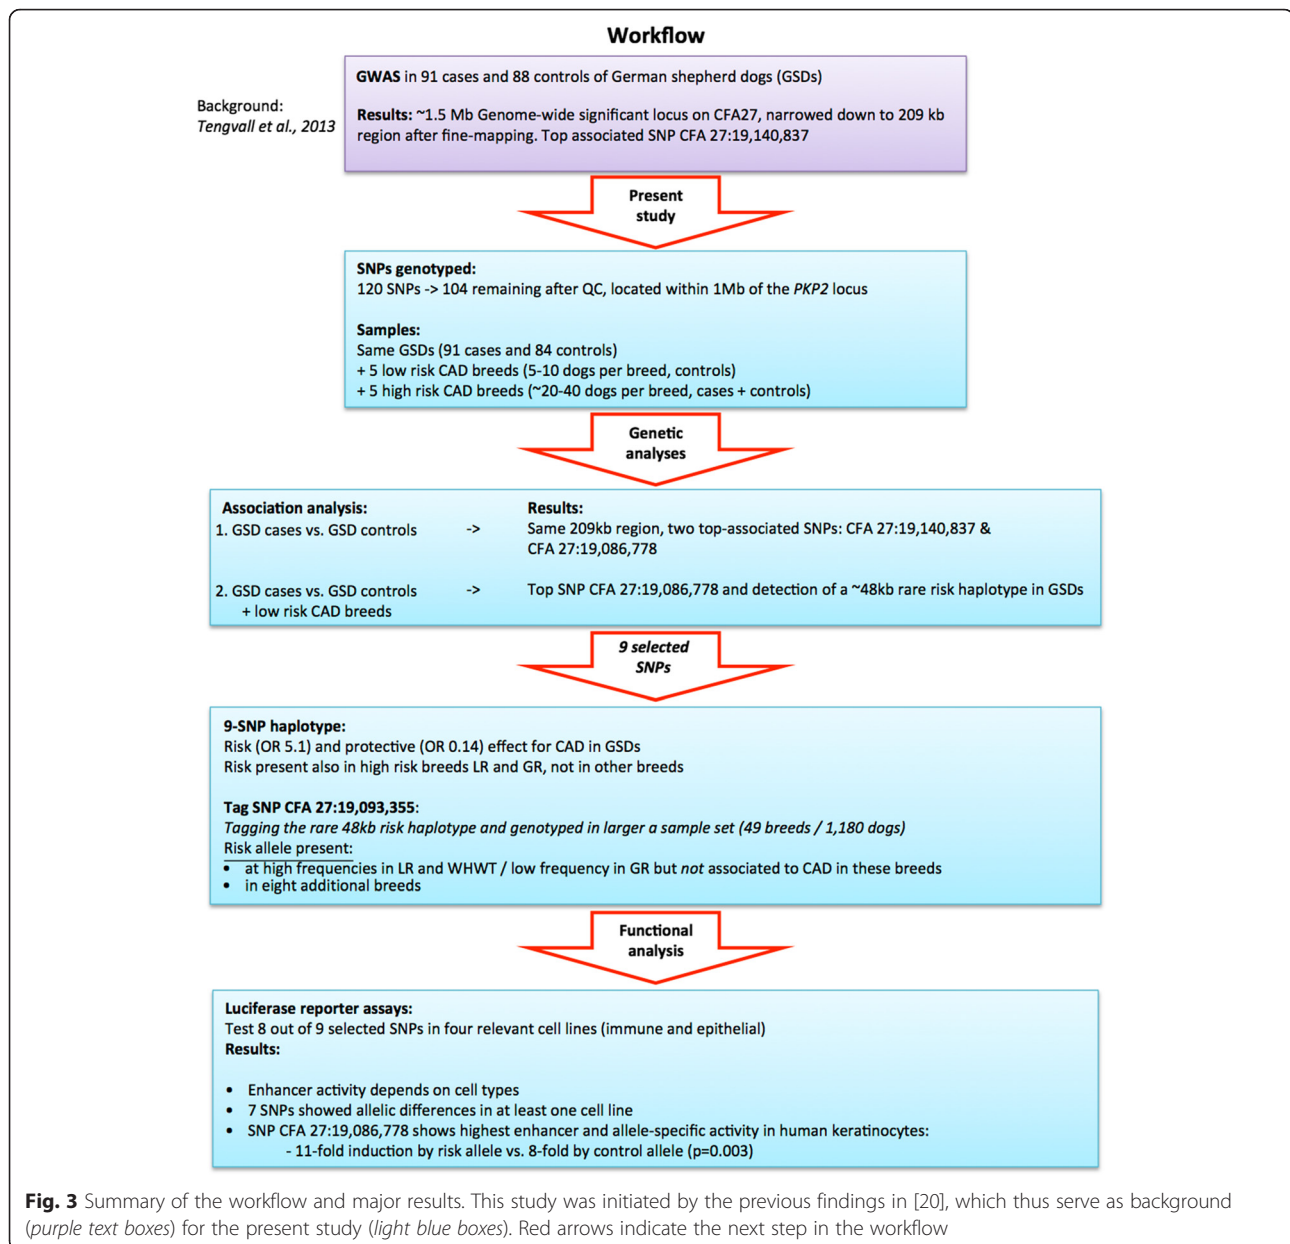 Workflow
GWAS in 91 cases and 88 controls of German shepherd dogs (GSDs)
Background:
Tengvall et al., 2013
Results: ~1.5 Mb Genome-wide significant locus on CFA27, narrowed down to 209 kb
region after fine-mapping. Top associated SNP CFA 27:19,140,837
Present
study
SNPs genotyped:
120 SNPs -> 104 remaining after QC, located within 1Mb of the PKP2 locus
Samples:
Same GSDs (91 cases and 84 controls)
+ 5 low risk CAD breeds (5-10 dogs per breed, controls)
+ 5 high risk CAD breeds (~20-40 dogs per breed, cases + controls)
Genetic
analyses
Association analysis:
1. GSD cases vs. GSD controls ->
Results:
Same 209kb region, two top-associated SNPs: CFA 27:19,140,837 &
CFA 27:19,086,778
2. GSD cases vs. GSD controls -> Top SNP CFA 27:19,086,778 and detection of a ~48kb rare risk haplotype in GSDs
+ low risk CAD breeds
9 selected
SNPs
9-SNP haplotype:
Risk (OR 5.1) and protective (OR 0.14) effect for CAD in GSDs
Risk present also in high risk breeds LR and GR, not in other breeds
Tag SNP CFA 27:19,093,355:
Tagging the rare 48kb risk haplotype and genotyped in larger a sample set (49 breeds / 1,180 dogs)
Risk allele present:
• at high frequencies in LR and WHWT / low frequency in GR but not associated to CAD in these breeds
• in eight additional breeds
Functional
analysis
Luciferase reporter assays:
Test 8 out of 9 selected SNPs in four relevant cell lines (immune and epithelial)
Results:
• Enhancer activity depends on cell types
• 7 SNPs showed allelic differences in at least one cell line
• SNP CFA 27:19,086,778 shows highest enhancer and allele-specific activity in human keratinocytes:
- 11-fold induction by risk allele vs. 8-fold by control allele (p=0.003)
Fig. 3 Summary of the workflow and major results. This study was initiated by the previous findings in [20], which thus serve as background
(purple text boxes) for the present study (light blue boxes). Red arrows indicate the next step in the workflow